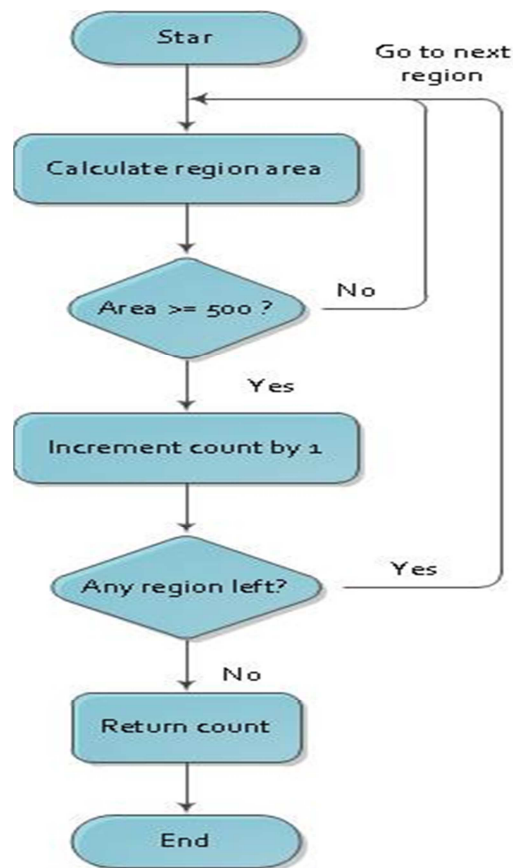 Star
Go to next
region
Calculate region area
Area >= 500 ?
No
Yes
Increment count by 1
Any region left?
Yes
No
Return count
End